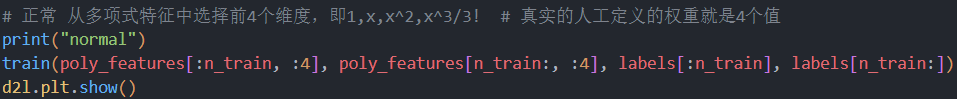 # 正常 从多项式特征中选择前4个维度，即1,x,x^2,x^3/3!  # 真实的人工定义的权重就是4个值
print("normal")
train(poly_features[:n_train, :4], poly_features[n_train:, :4], labels[:n_train], labels[n_train:])
d2l.plt.show()